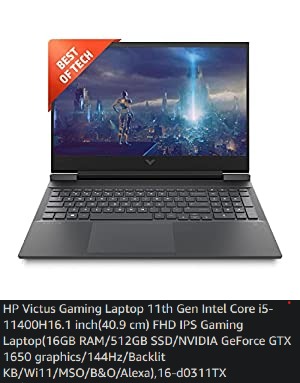 BEST
OF TECH
HP Victus Gaming Laptop 11th Gen Intel Core i5-
11400H16.1 inch(40.9 cm) FHD IPS Gaming
Laptop(16GB RAM/512GB SSD/NVIDIA GeForce GTX
1650 graphics/144Hz/Backlit
KB/Wi11/MSO/B&O/Alexa),16-d0311TX